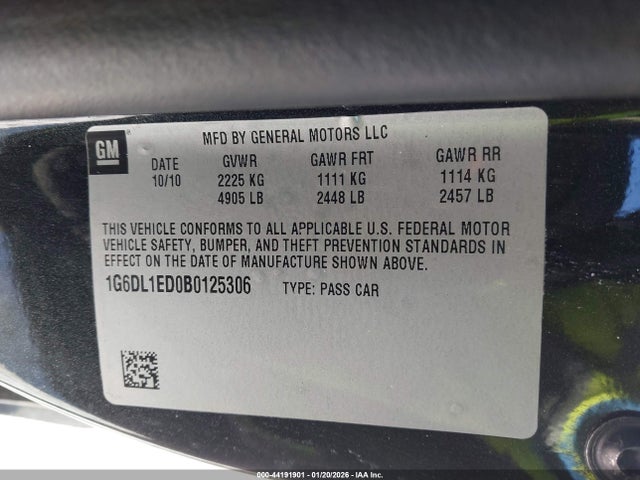 GM
MFD BY GENERAL MOTORS LLC
DATE GVWR GAWR FRT GAWR RR
10/10 2225 KG 1111 KG 1114 KG
4905 LB 2448 LB 2457 LB
THIS VEHICLE CONFORMS TO ALL APPLICABLE U.S. FEDERAL MOTOR
VEHICLE SAFETY, BUMPER, AND THEFT PREVENTION STANDARDS IN
EFFECT ON THE DATE OF MANUFACTURE SHOWN ABOVE.
1G6DL1ED0B0125306 TYPE: PASS CAR
000-44191901 - 01/20/2026 - IAAI Inc.